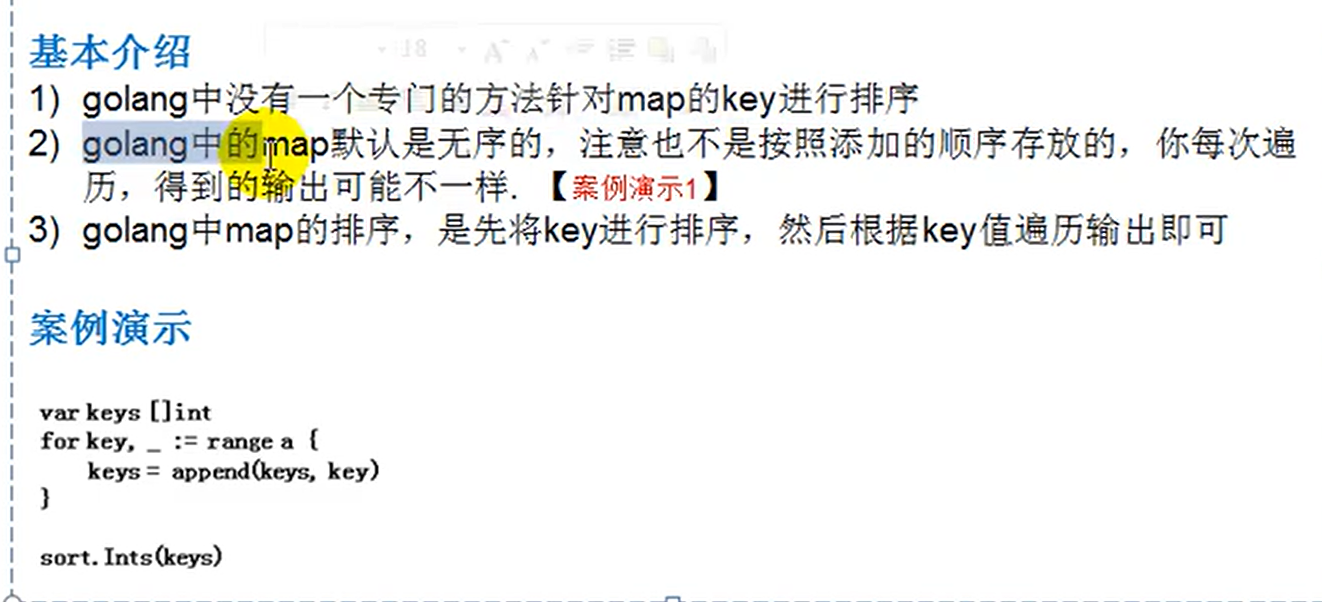 基本介绍
1) golang中没有一个专门的方法针对map的key进行排序
2) golang中的map默认是无序的，注意也不是按照添加的顺序存放的，你每次遍
历，得到的输出可能不一样. 【案例演示1】
3) golang中map的排序，是先将key进行排序，然后根据key值遍历输出即可
案例演示
var keys []int
for key, _ := range a {
    keys = append(keys, key)
}
sort.Ints(keys)